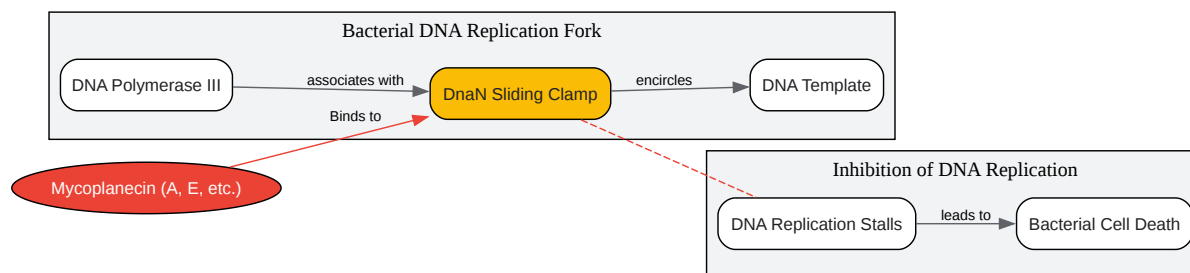 Bacterial DNA Replication Fork
DNA Polymerase III
associates with
DnaN Sliding Clamp
encircles
DNA Template
Binds to
Mycoplanecin (A, E, etc.)
Inhibition of DNA Replication
DNA Replication Stalls
leads to
Bacterial Cell Death